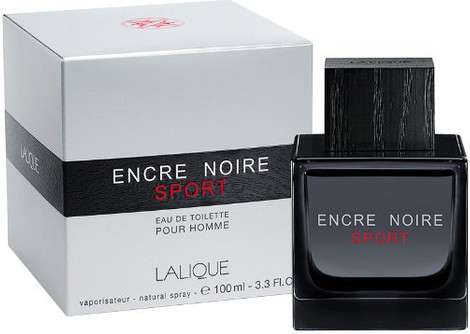 LALIQUE
ENCRE NOIRE
SPORT
EAU DE TOILETTE
POUR HOMME
LALIQUE
vaporisateur - natural spray - e 100 ml - 3.3 FL.
LALIQUE
ENCRE NOIRE
SPORT